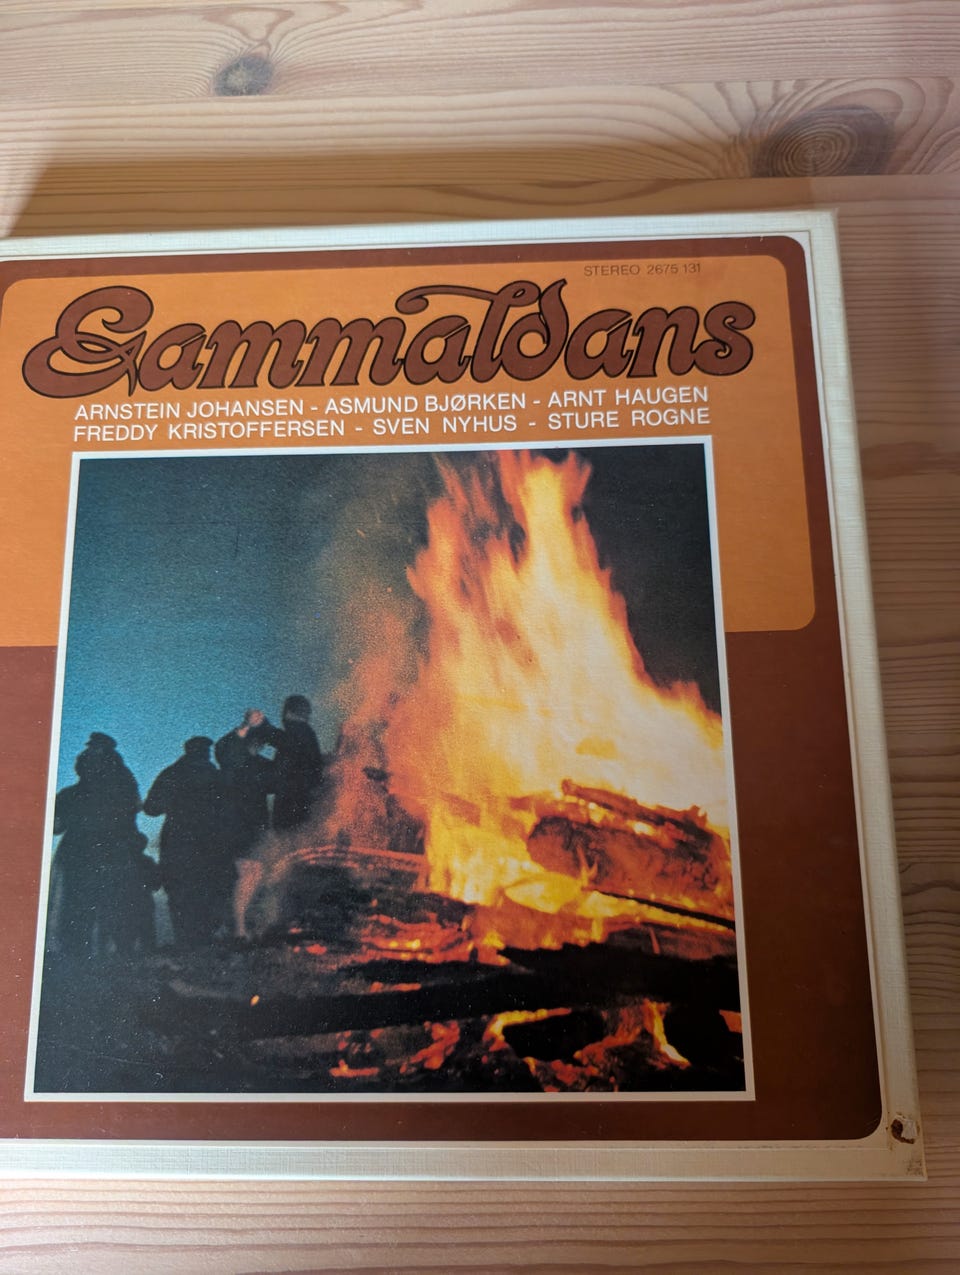 STEREO 2675 131
Gammaldans
ARNSTEIN JOHANSEN - ASMUND BJØRKEN - ARNT HAUGEN
FREDDY KRISTOFFERSEN - SVEN NYHUS - STURE ROGNE